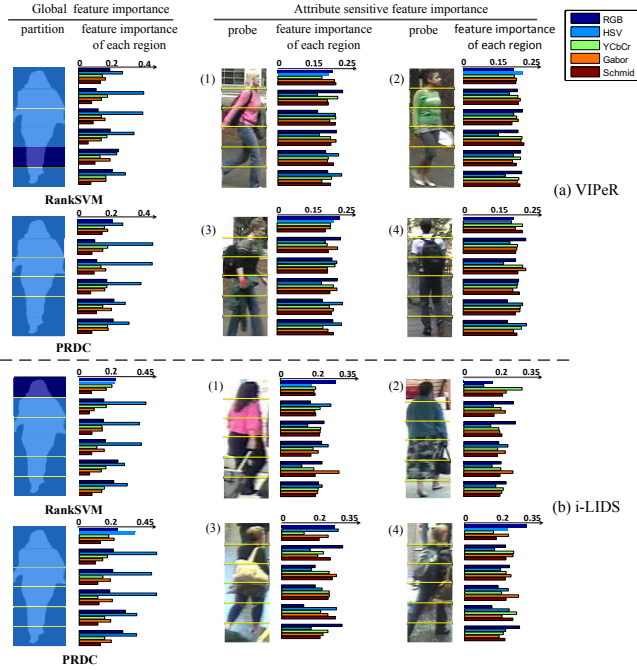 Global feature importance
Attribute sensitive feature importance
partition
feature importance
of each region
probe
feature importance
of each region
probe
feature importance
of each region
RGB
HSV
YCbCr
Gabor
Schmid
0 0.2 0.4
(1)
0 0.15 0.25
(2)
0 0.15 0.25
RankSVM
(a) VIPeR
0 0.2 0.4
(3)
0 0.15 0.25
(4)
0 0.15 0.25
PRDC
0 0.2 0.45
(1)
0 0.2 0.35
(2)
0 0.2 0.35
RankSVM
(b) i-LIDS
0 0.2 0.45
(3)
0 0.2 0.35
(4)
0 0.2 0.35
PRDC